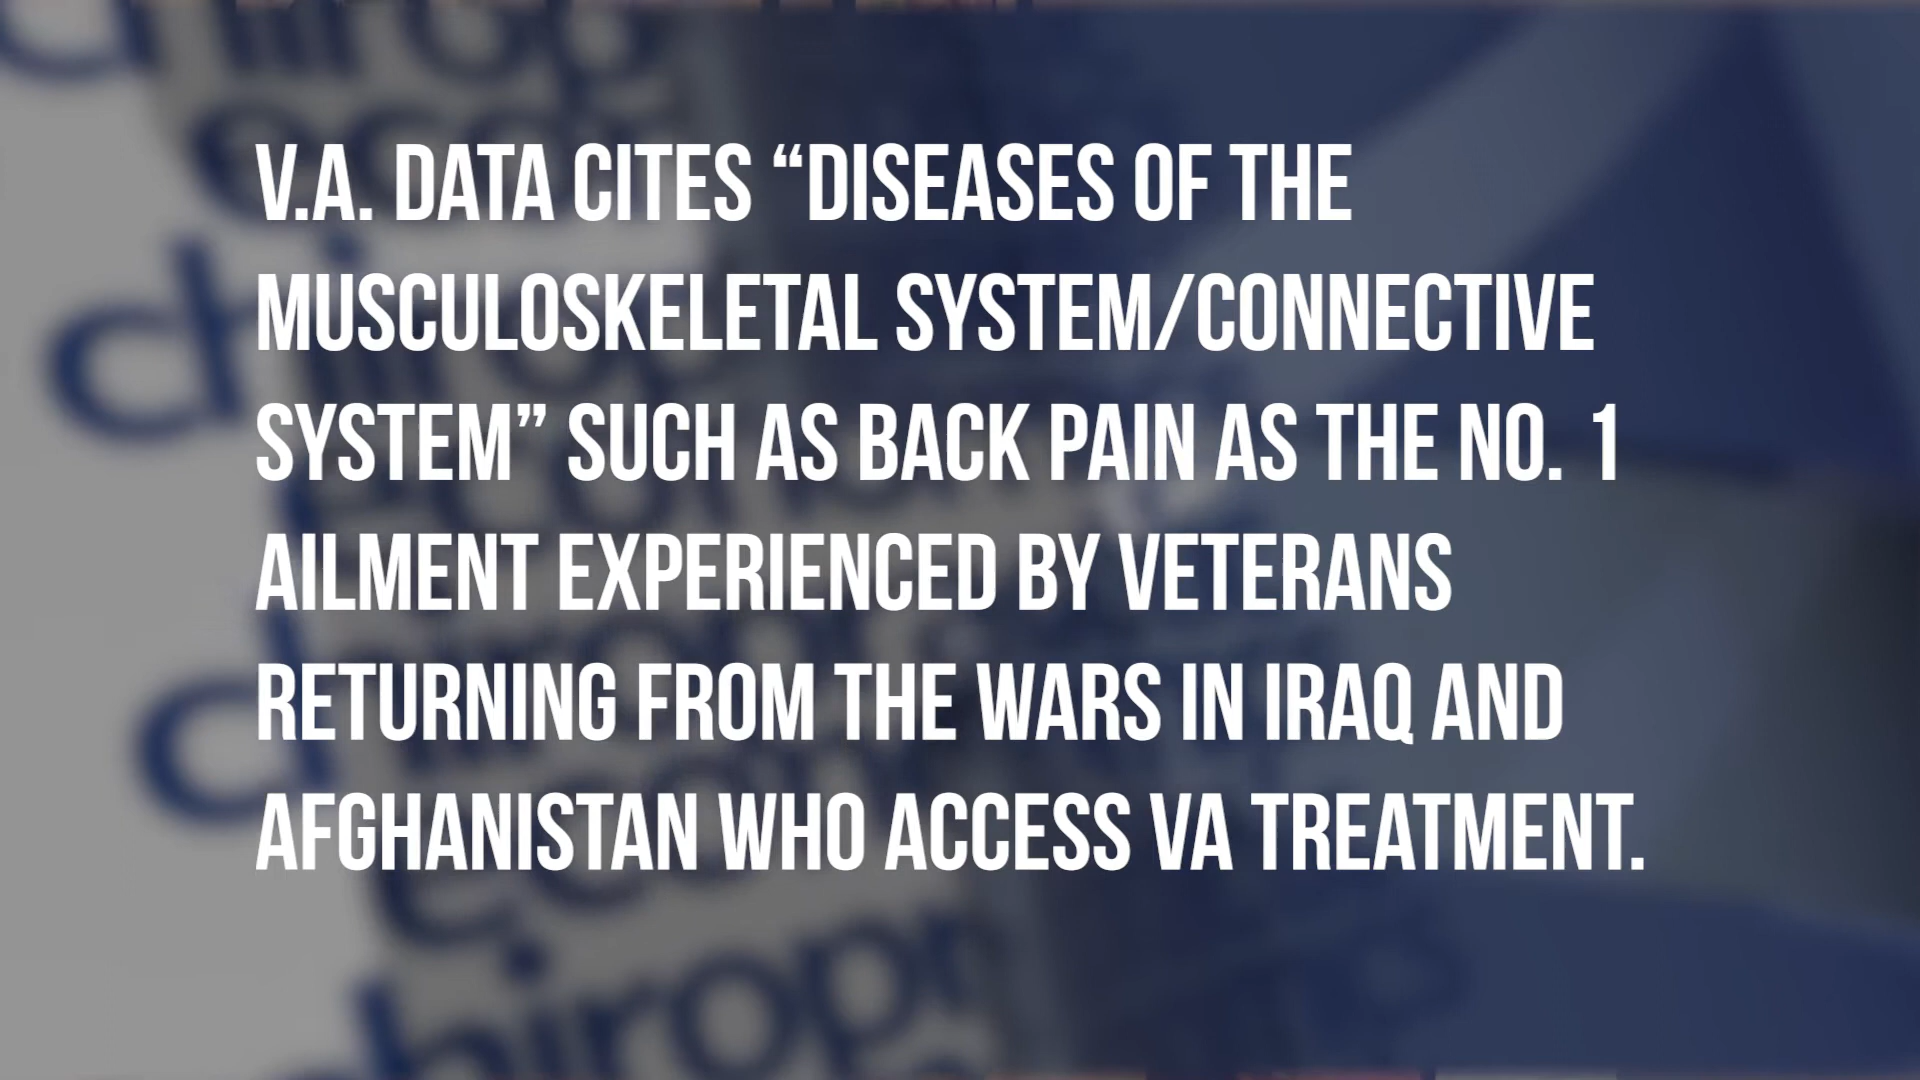 V.A. DATA CITES “DISEASES OF THE
MUSCULOSKELETAL SYSTEM/CONNECTIVE
SYSTEM” SUCH AS BACK PAIN AS THE NO. 1
AILMENT EXPERIENCED BY VETERANS
RETURNING FROM THE WARS IN IRAQ AND
AFGHANISTAN WHO ACCESS VA TREATMENT.